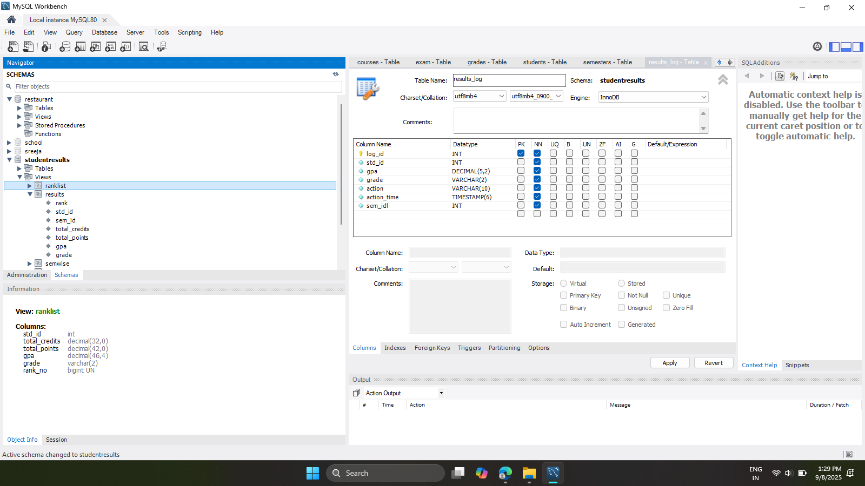 MySQL Workbench
Local instance MySQL80
File Edit View Query Database Server Tools Scripting Help
Navigator
SCHEMAS
Filter objects
restaurant
Tables
Views
Stored Procedures
Functions
school
sreeja
studentresults
Tables
Views
ranklist
results
rank
std_id
sem_id
total_credits
total_points
gpa
grade
semwise
Administration Schemas
Information
View: ranklist
Columns:
std_id int
total_credits decimal(32,0)
total_points decimal(42,0)
gpa decimal(46,4)
grade varchar(2)
rank_no bigint UN
Object Info Session
Active schema changed to studentresults
courses - Table exam - Table grades - Table students - Table semesters - Table results_log - Table
Table Name: results_log Schema: studentresults
Charset/Collation: utf8mb4 utf8mb4_0900_ Engine: InnoDB
Comments:
Column Name Datatype PK NN UQ B UN ZF AI G Default/Expression
log_id INT
std_id INT
gpa DECIMAL(5,2)
grade VARCHAR(2)
action VARCHAR(10)
action_time TIMESTAMP(6)
sem_idl INT
Column Name: Data Type:
Charset/Collation: Default:
Comments: Storage: Virtual Stored
Primary Key Not Null Unique
Binary Unsigned Zero Fill
Auto Increment Generated
Columns Indexes Foreign Keys Triggers Partitioning Options
Apply Revert
Output
Action Output
# Time Action Message Duration / Fetch
SQLAdditions
Jump to
Automatic context help is
disabled. Use the toolbar to
manually get help for the
current caret position or to
toggle automatic help.
Context Help Snippets
Search
ENG
IN
1:29 PM
9/8/2025